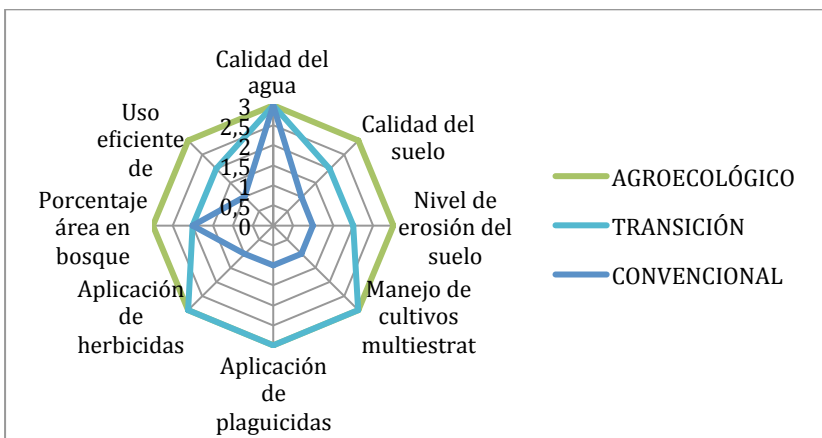 Calidad del
agua
Calidad del
suelo
Nivel de
erosión del
suelo
Manejo de
cultivos
multiestrat
Aplicación
de
plaguicidas
Aplicación
de
herbicidas
Porcentaje
área en
bosque
Uso
eficiente
de
3
2,5
2
1,5
1
0,5
0
AGROECOLÓGICO
TRANSICIÓN
CONVENCIONAL